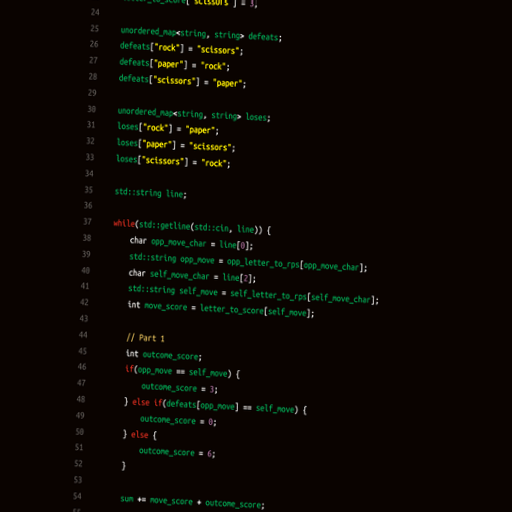 "scissors"] = 3;
24
25 unordered_map<string, string> defeats;
26 defeats["rock"] = "scissors";
27 defeats["paper"] = "rock";
28 defeats["scissors"] = "paper";
29
30 unordered_map<string, string> loses;
31 loses["rock"] = "paper";
32 loses["paper"] = "scissors";
33 loses["scissors"] = "rock";
34
35 std::string line;
36
37 while(std::getline(std::cin, line)) {
38 char opp_move_char = line[0];
39 std::string opp_move = opp_letter_to_rps[opp_move_char];
40 char self_move_char = line[2];
41 std::string self_move = self_letter_to_rps[self_move_char];
42 int move_score = letter_to_score[self_move];
43
44 // Part 1
45 int outcome_score;
46 if(opp_move == self_move) {
47 outcome_score = 3;
48 } else if(defeats[opp_move] == self_move) {
49 outcome_score = 0;
50 } else {
51 outcome_score = 6;
52 }
53
54 sum += move_score + outcome_score;